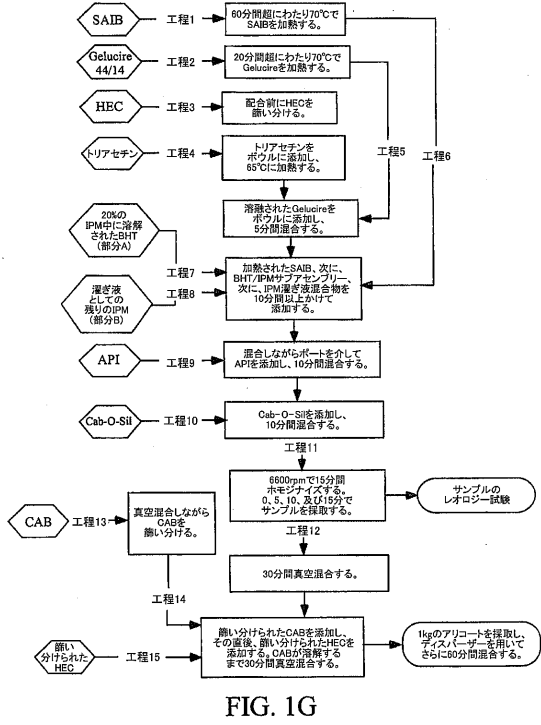 SAIB
工程1
60分間超にわたり70℃で
SAIBを加熱する。
Gelucire
44/14
工程2
20分間超にわたり70℃で
Gelucireを加熱する。
HEC
工程3
配合前にHECを
篩い分ける。
トリアセチン
工程4
トリアセチンを
ボウルに添加し、
65℃に加熱する。
工程5
工程6
溶融されたGelucireを
ボウルに添加し、
5分間混合する。
20%の
IPM中に溶解
されたBHT
(部分A)
工程7
濯ぎ液
としての
残りのIPM
(部分B)
工程8
加熱されたSAIB、次に、
BHT/IPMサブアセンブリー、
次に、IPM濯ぎ液混合物を
10分間以上かけて
添加する。
API
工程9
混合しながらポートを介して
APIを添加し、10分間混合する。
Cab-O-Sil
工程10
Cab-O-Silを添加し、
10分間混合する。
工程11
6600rpmで15分間
ホモジナイズする。
0、5、10、及び15分で
サンプルを採取する。
サンプルの
レオロジー試験
CAB
工程13
真空混合しながら
CABを
篩い分ける。
工程12
30分間真空混合する。
工程14
篩い
分けられた
HEC
工程15
篩い分けられたCABを添加し、
その直後、篩い分けられたHECを
添加する。CABが溶解する
まで30分間真空混合する。
1kgのアリコートを採取し、
ディスパーザーを用いて
さらに60分間混合する。
FIG. 1G